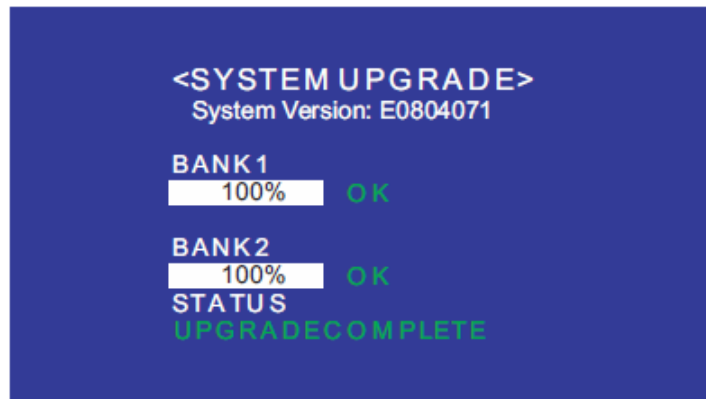 <SYSTEM UPGRADE>
System Version: E0804071
BANK1
100% OK
BANK2
100% OK
STATUS
UPGRADECOMPLETE